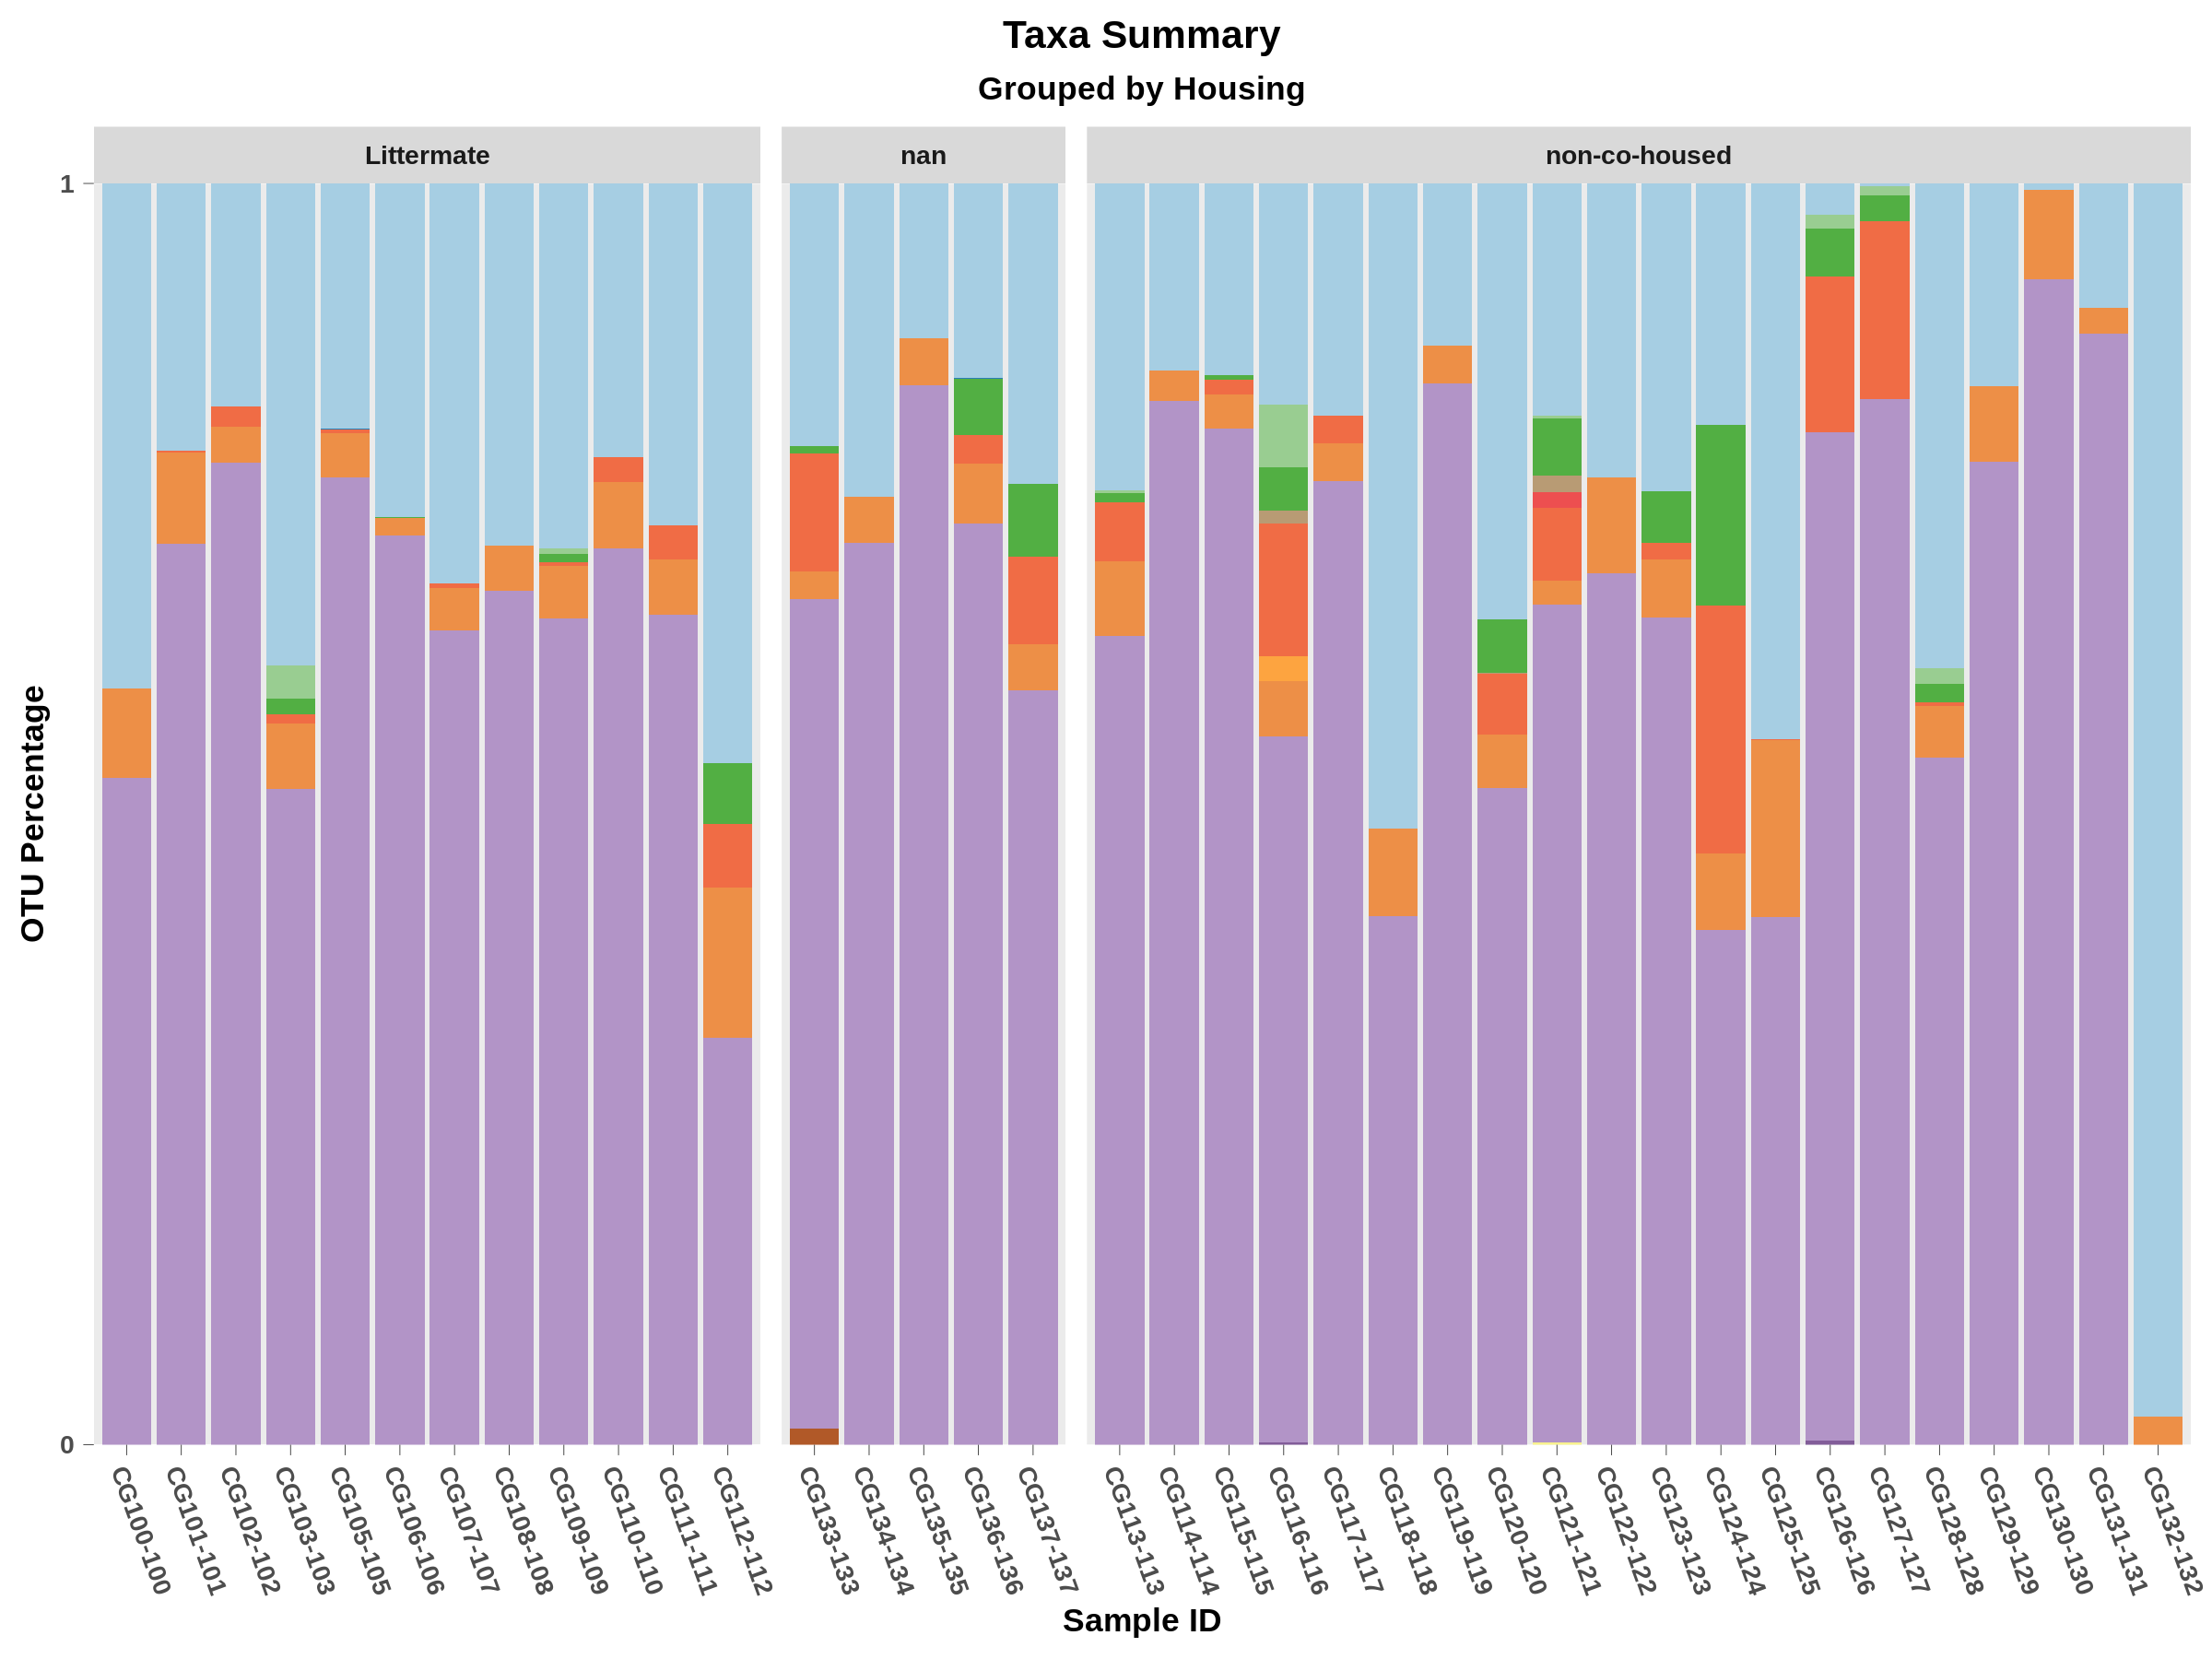 Taxa Summary
Grouped by Housing
Littermate
nan
non-co-housed
1
0
OTU Percentage
CG100-100
CG101-101
CG102-102
CG103-103
CG105-105
CG106-106
CG107-107
CG108-108
CG109-109
CG110-110
CG111-111
CG112-112
CG133-133
CG134-134
CG135-135
CG136-136
CG137-137
CG113-113
CG114-114
CG115-115
CG116-116
CG117-117
CG118-118
CG119-119
CG120-120
CG121-121
CG122-122
CG123-123
CG124-124
CG125-125
CG126-126
CG127-127
CG128-128
CG129-129
CG130-130
CG131-131
CG132-132
Sample ID